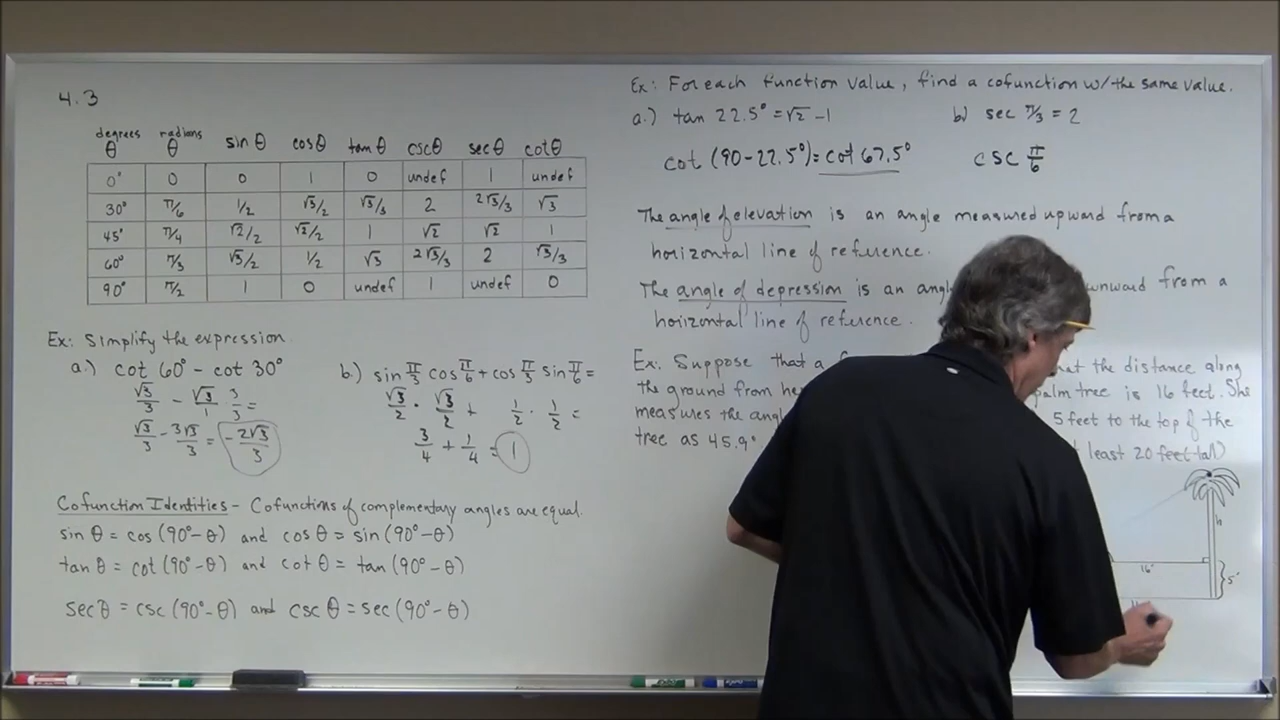 4.3
degrees θ radians θ sin θ cos θ tan θ csc θ sec θ cot θ
0° 0 0 1 0 undef 1 undef
30° π/6 1/2 √3/2 √3/3 2 2√3/3 √3
45° π/4 √2/2 √2/2 1 √2 √2 1
60° π/3 √3/2 1/2 √3 2√3/3 2 √3/3
90° π/2 1 0 undef 1 undef 0
Ex: Simplify the expression.
a.) cot 60° - cot 30°
√3/3 - √3/1 · 3/3 =
√3/3 - 3√3/3 = -2√3/3
b.) sin π/3 cos π/6 + cos π/3 sin π/6 =
√3/2 · √3/2 + 1/2 · 1/2 =
3/4 + 1/4 = 1
Cofunction Identities - Cofunctions of complementary angles are equal.
sin θ = cos (90° - θ) and cos θ = sin (90° - θ)
tan θ = cot (90° - θ) and cot θ = tan (90° - θ)
sec θ = csc (90° - θ) and csc θ = sec (90° - θ)
Ex: For each function value, find a cofunction w/ the same value.
a.) tan 22.5° = √2 - 1
cot (90 - 22.5°) = cot 67.5°
b.) sec π/3 = 2
csc π/6
The angle of elevation is an angle measured upward from a
horizontal line of reference.
The angle of depression is an wnward from a
horizontal line of reference.
Ex: Suppose that a at the distance along
the ground from palm tree is 16 feet. She
measures the 5 feet to the top of the
tree as 45.9° least 20 feet tall)
h
16'
5'